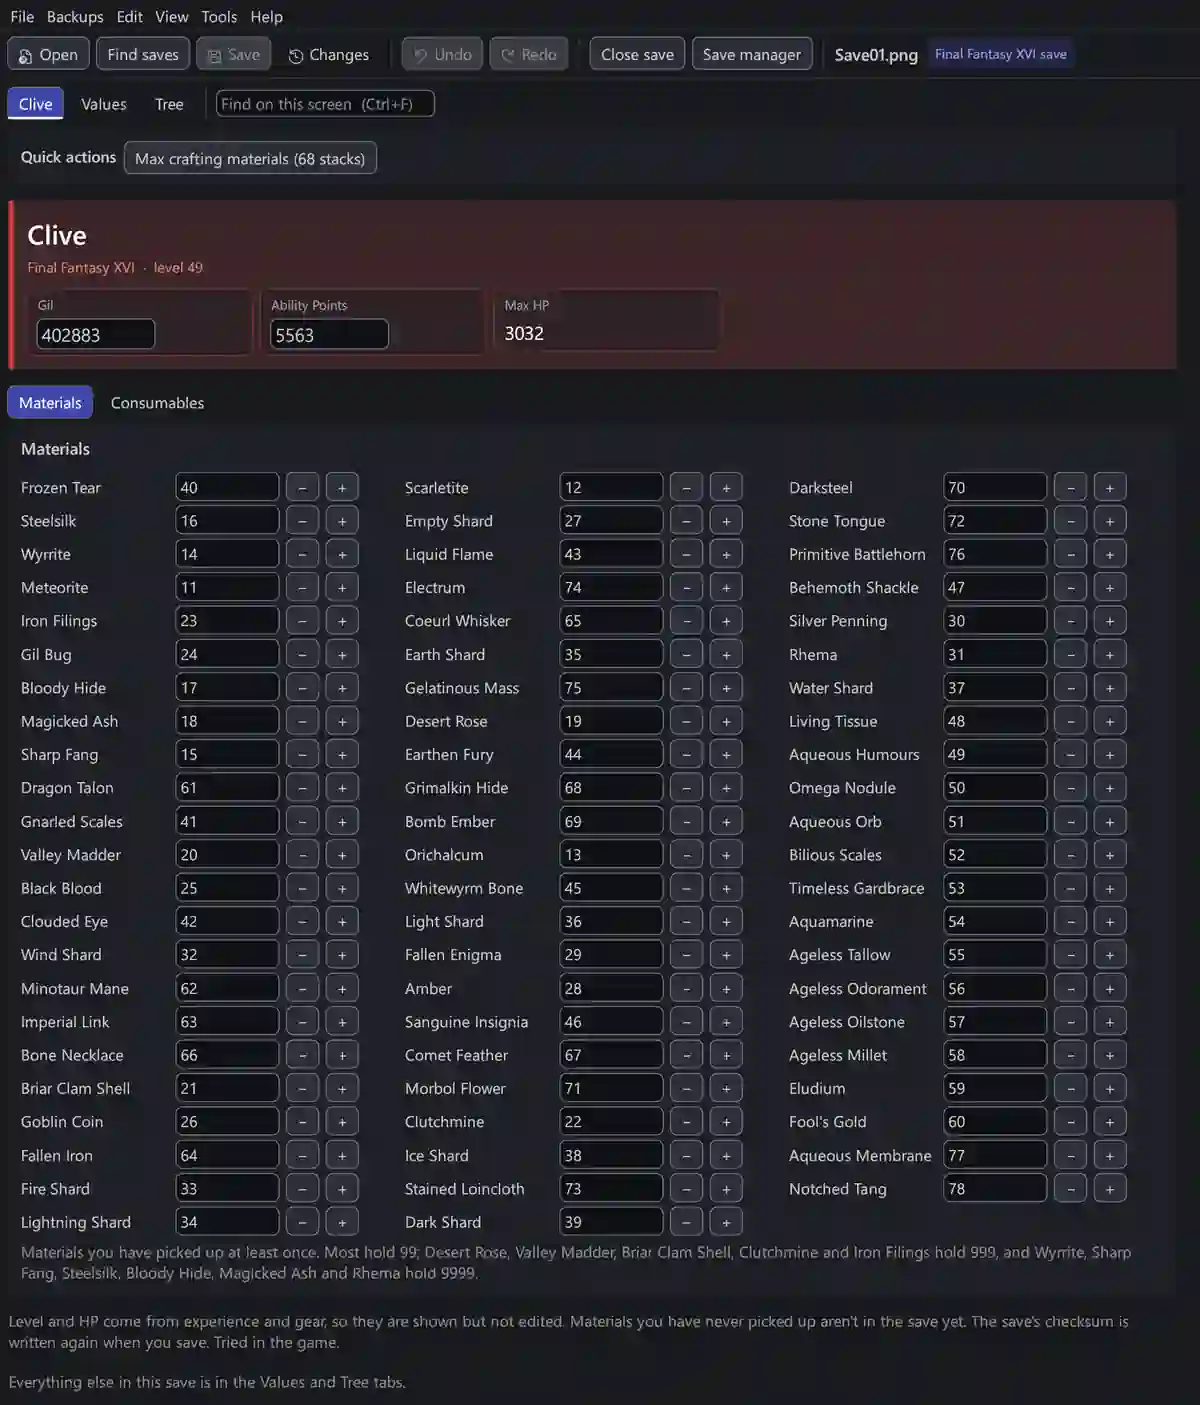 File Backups Edit View Tools Help
Open Find saves Save Changes Undo Redo Close save Save manager Save01.png Final Fantasy XVI save
Clive Values Tree Find on this screen (Ctrl+F)
Quick actions Max crafting materials (68 stacks)
Clive
Final Fantasy XVI · level 49
Gil Ability Points Max HP
402883 5563 3032
Materials Consumables
Materials
Frozen Tear 40 − + Scarletite 12 − + Darksteel 70 − +
Steelsilk 16 − + Empty Shard 27 − + Stone Tongue 72 − +
Wyrrite 14 − + Liquid Flame 43 − + Primitive Battlehorn 76 − +
Meteorite 11 − + Electrum 74 − + Behemoth Shackle 47 − +
Iron Filings 23 − + Coeurl Whisker 65 − + Silver Penning 30 − +
Gil Bug 24 − + Earth Shard 35 − + Rhema 31 − +
Bloody Hide 17 − + Gelatinous Mass 75 − + Water Shard 37 − +
Magicked Ash 18 − + Desert Rose 19 − + Living Tissue 48 − +
Sharp Fang 15 − + Earthen Fury 44 − + Aqueous Humours 49 − +
Dragon Talon 61 − + Grimalkin Hide 68 − + Omega Nodule 50 − +
Gnarled Scales 41 − + Bomb Ember 69 − + Aqueous Orb 51 − +
Valley Madder 20 − + Orichalcum 13 − + Bilious Scales 52 − +
Black Blood 25 − + Whitewyrm Bone 45 − + Timeless Gardbrace 53 − +
Clouded Eye 42 − + Light Shard 36 − + Aquamarine 54 − +
Wind Shard 32 − + Fallen Enigma 29 − + Ageless Tallow 55 − +
Minotaur Mane 62 − + Amber 28 − + Ageless Odorament 56 − +
Imperial Link 63 − + Sanguine Insignia 46 − + Ageless Oilstone 57 − +
Bone Necklace 66 − + Comet Feather 67 − + Ageless Millet 58 − +
Briar Clam Shell 21 − + Morbol Flower 71 − + Eludium 59 − +
Goblin Coin 26 − + Clutchmine 22 − + Fool's Gold 60 − +
Fallen Iron 64 − + Ice Shard 38 − + Aqueous Membrane 77 − +
Fire Shard 33 − + Stained Loincloth 73 − + Notched Tang 78 − +
Lightning Shard 34 − + Dark Shard 39 − +
Materials you have picked up at least once. Most hold 99; Desert Rose, Valley Madder, Briar Clam Shell, Clutchmine and Iron Filings hold 999, and Wyrrite, Sharp
Fang, Steelsilk, Bloody Hide, Magicked Ash and Rhema hold 9999.
Level and HP come from experience and gear, so they are shown but not edited. Materials you have never picked up aren't in the save yet. The save's checksum is
written again when you save. Tried in the game.
Everything else in this save is in the Values and Tree tabs.